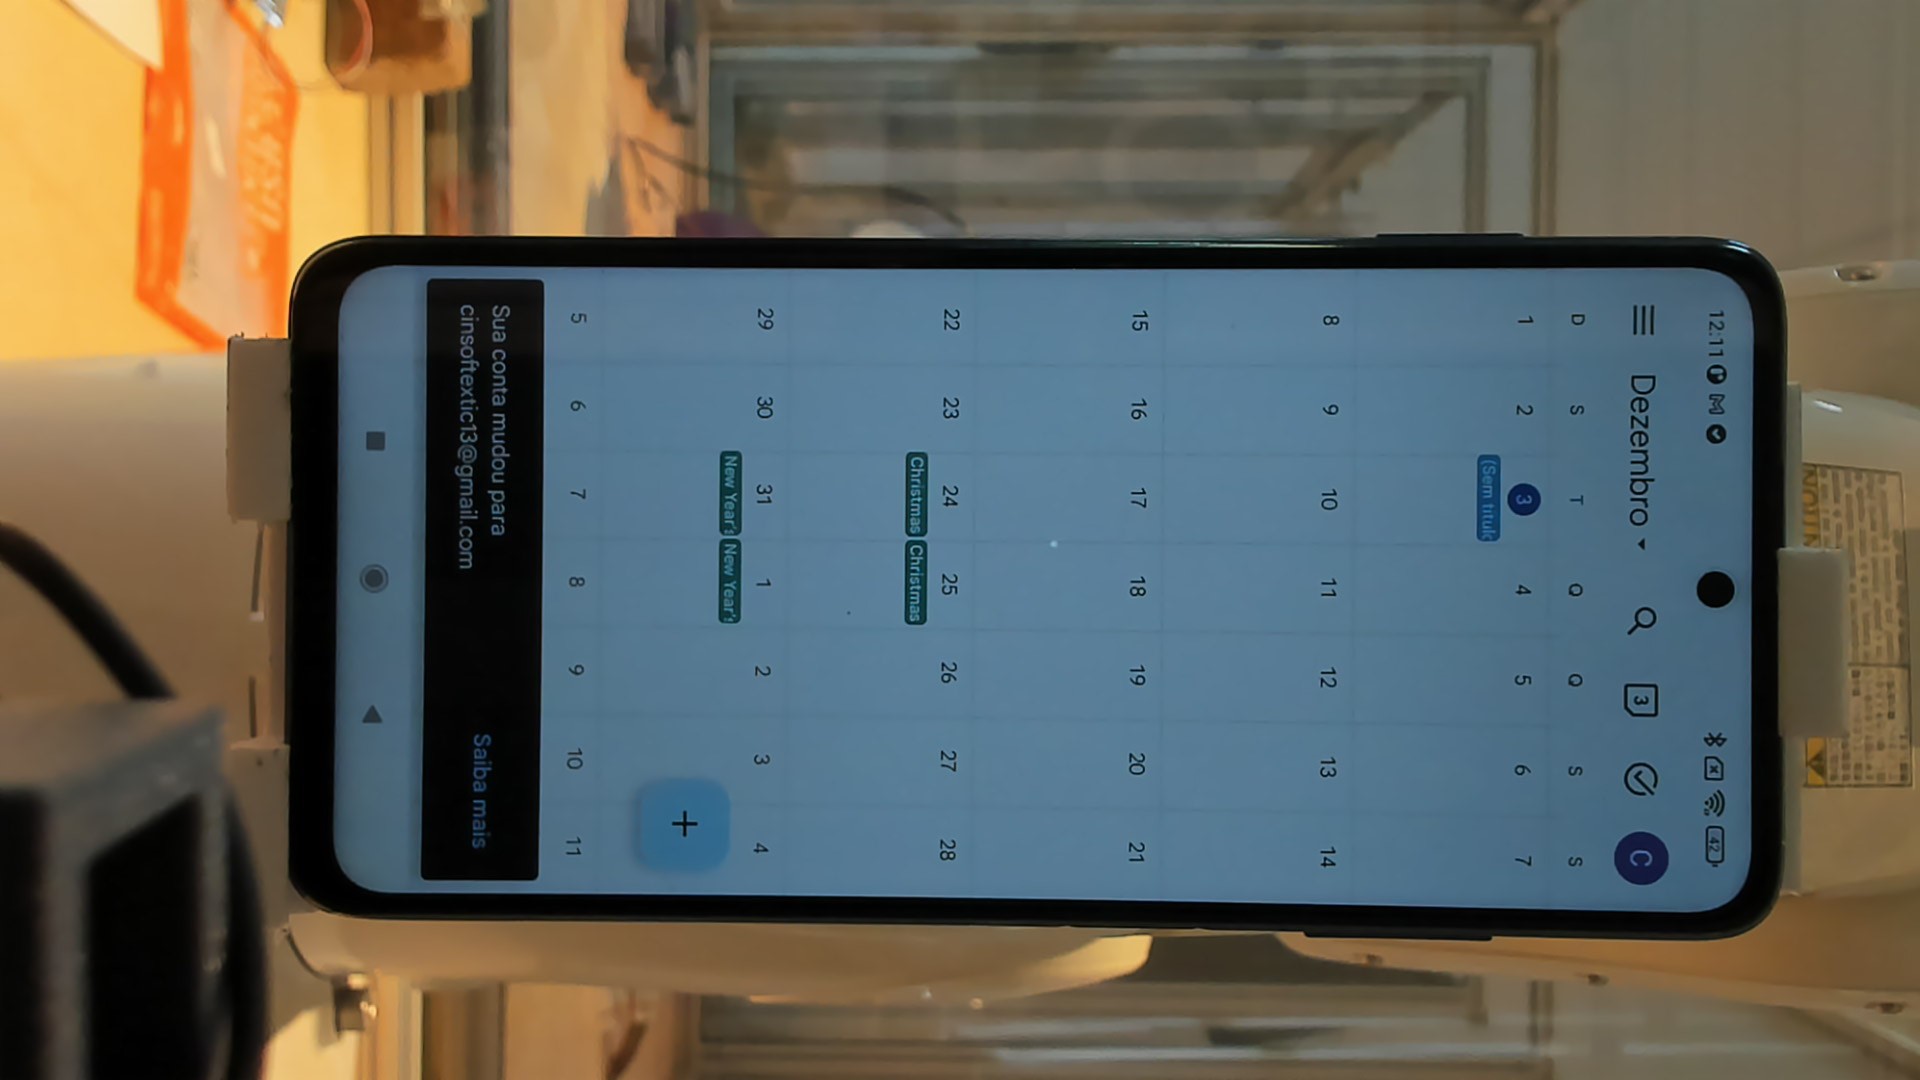 12:11 42
Dezembro 3 C
D S T Q Q S S
1 2 3 4 5 6 7
(Sem título
8 9 10 11 12 13 14
15 16 17 18 19 20 21
22 23 24 25 26 27 28
Christmas Christmas
29 30 31 1 2 3 4
New Year's New Year's
+
5 6 7 8 9 10 11
Sua conta mudou para
cinsoftextic13@gmail.com
Saiba mais